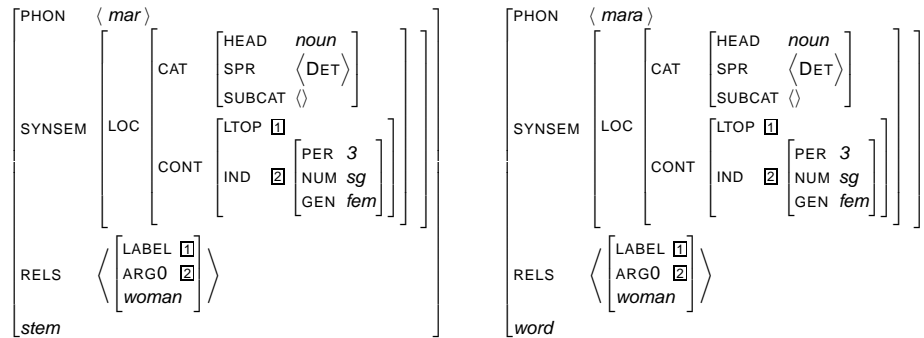 PHON ⟨ mar ⟩
HEAD noun
CAT SPR ⟨DET⟩
SUBCAT ⟨⟩
LTOP 1
SYNSEM LOC
PER 3
CONT IND 2 NUM sg
GEN fem
LABEL 1
RELS ⟨ ARG0 2 ⟩
woman
stem
PHON ⟨ mara ⟩
HEAD noun
CAT SPR ⟨DET⟩
SUBCAT ⟨⟩
LTOP 1
SYNSEM LOC
PER 3
CONT IND 2 NUM sg
GEN fem
LABEL 1
RELS ⟨ ARG0 2 ⟩
woman
word